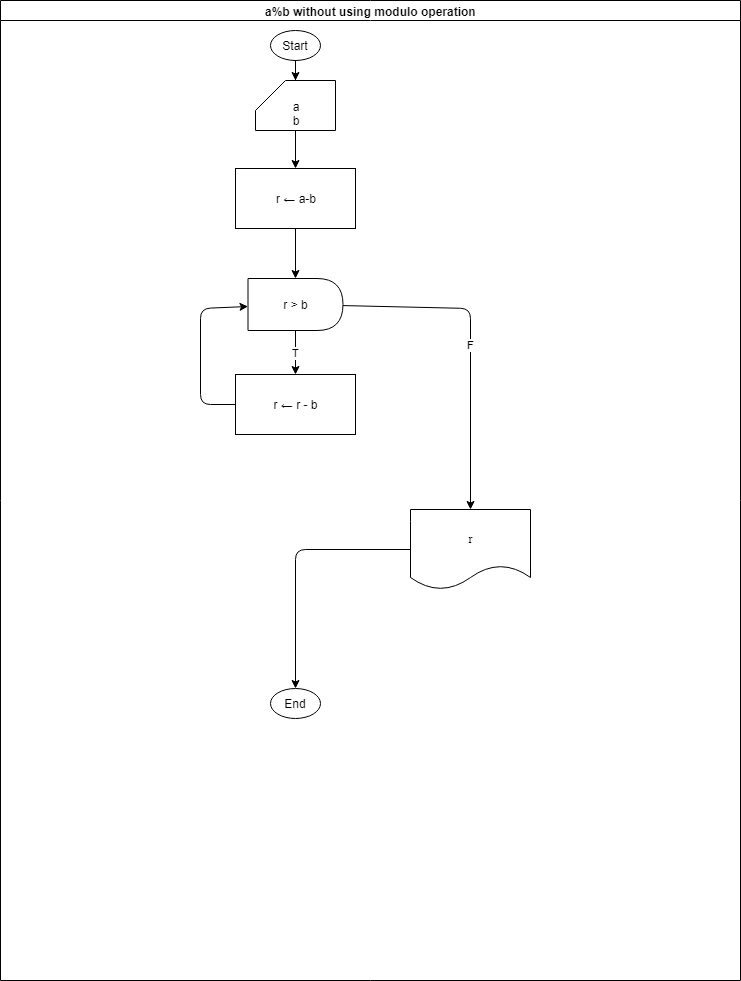 a%b without using modulo operation
Start
a
b
r ← a-b
r > b
T
F
r ← r - b
r
End